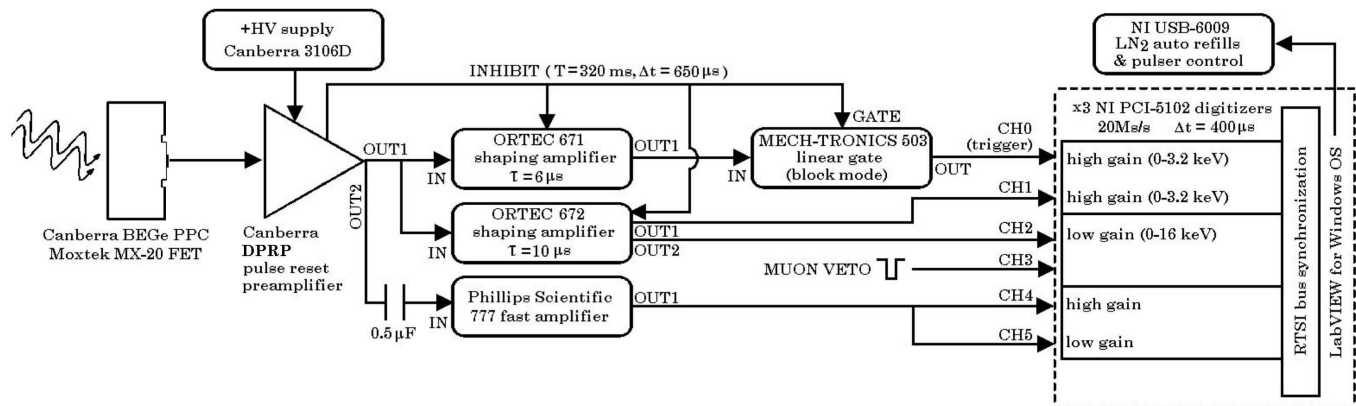 +HV supply
Canberra 3106D
NI USB-6009
LN2 auto refills
& pulser control
INHIBIT ( T = 320 ms, Δt = 650 µs )
GATE
x3 NI PCI-5102 digitizers
20Ms/s Δt = 400 µs
Canberra BEGe PPC
Moxtek MX-20 FET
Canberra
DPRP
pulse reset
preamplifier
OUT1
OUT2
IN
ORTEC 671
shaping amplifier
τ = 6 µs
OUT1
IN
MECH-TRONICS 503
linear gate
(block mode)
OUT
CH0
(trigger)
high gain (0-3.2 keV)
IN
ORTEC 672
shaping amplifier
τ = 10 µs
OUT1
OUT2
CH1
high gain (0-3.2 keV)
CH2
low gain (0-16 keV)
MUON VETO
CH3
0.5 µF
IN
Phillips Scientific
777 fast amplifier
OUT1
CH4
high gain
CH5
low gain
RTSI bus synchronization
LabVIEW for Windows OS